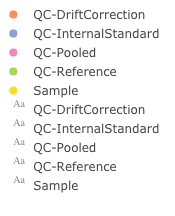 QC-DriftCorrection
QC-InternalStandard
QC-Pooled
QC-Reference
Sample
Aa QC-DriftCorrection
Aa QC-InternalStandard
Aa QC-Pooled
Aa QC-Reference
Aa Sample